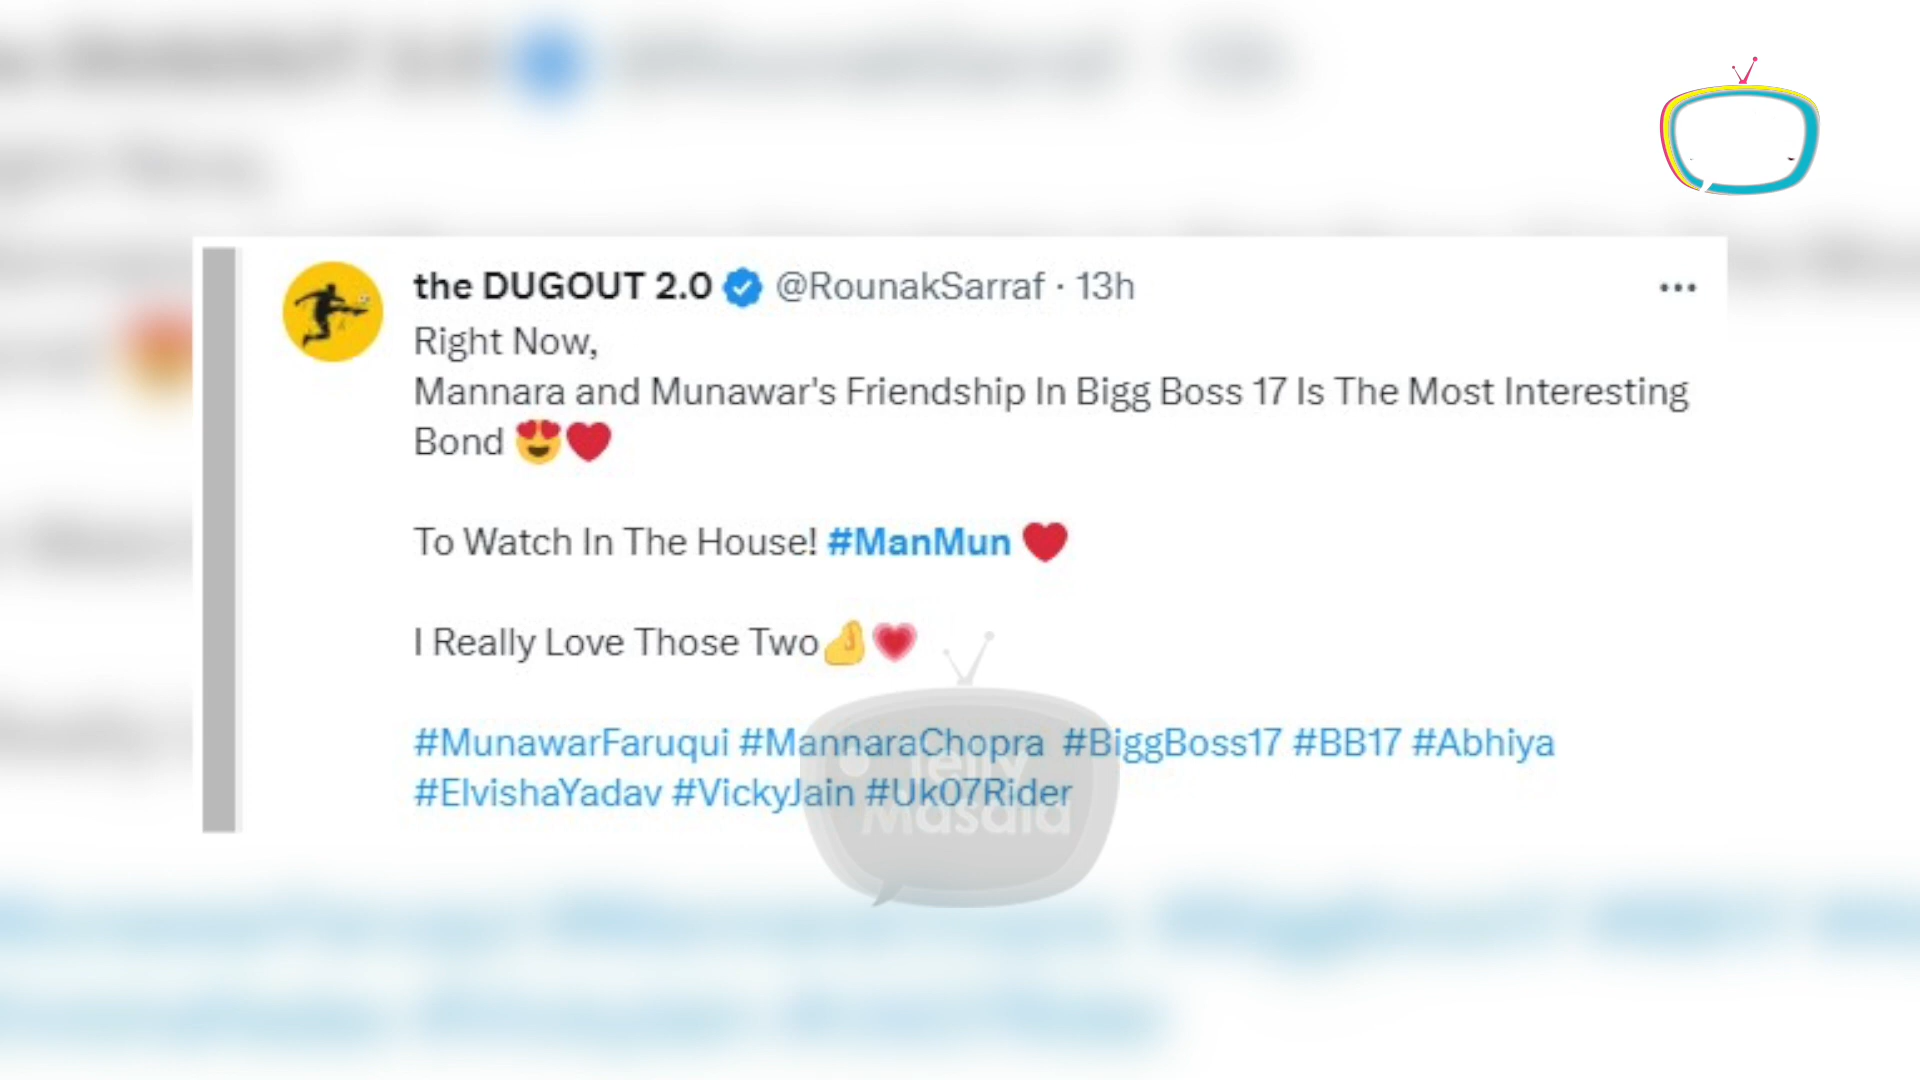 the DUGOUT 2.0 @RounakSarraf · 13h
Right Now,
Mannara and Munawar's Friendship In Bigg Boss 17 Is The Most Interesting
Bond 😍❤️
To Watch In The House! #ManMun ❤️
I Really Love Those Two🤌💗
#MunawarFaruqui #MannaraChopra #BiggBoss17 #BB17 #Abhiya
#ElvishaYadav #VickyJain #Uk07Rider
Telly
Masala